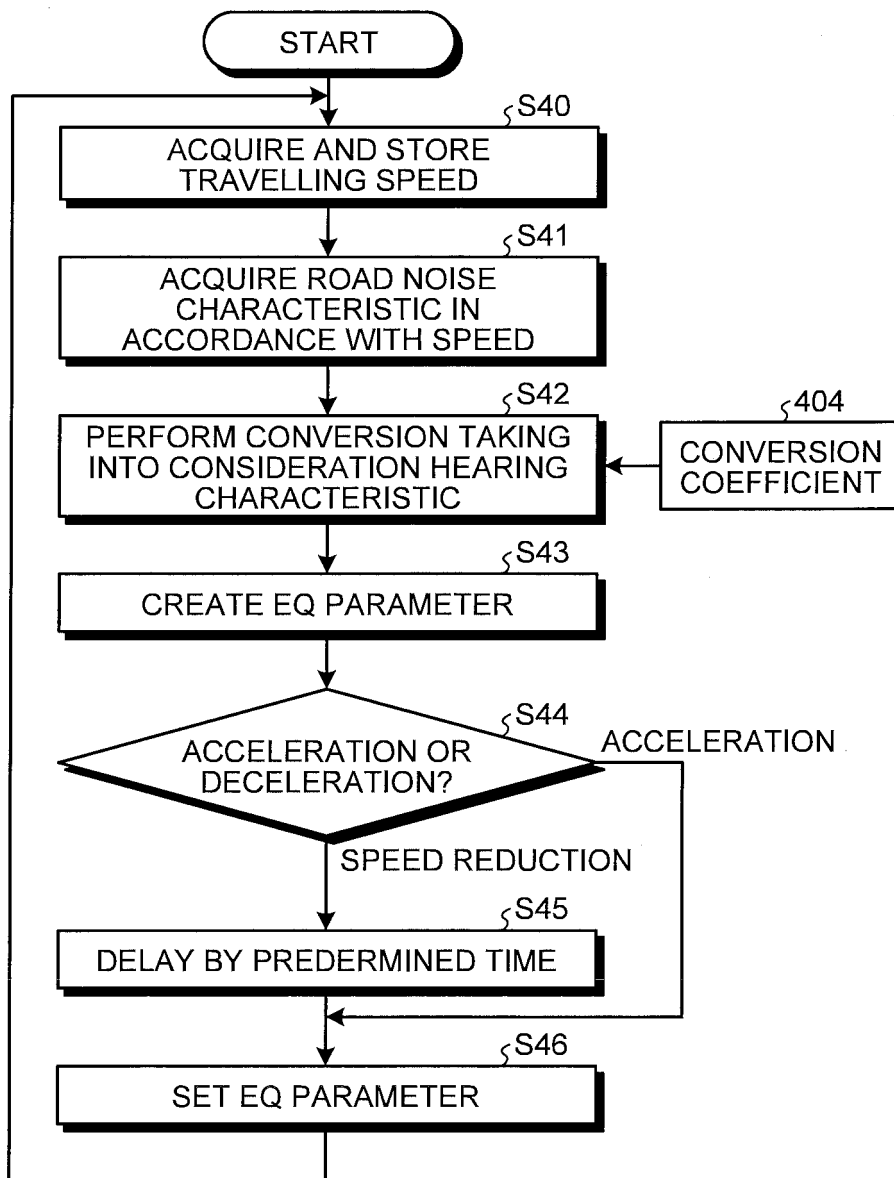 START
S40
ACQUIRE AND STORE
TRAVELLING SPEED
S41
ACQUIRE ROAD NOISE
CHARACTERISTIC IN
ACCORDANCE WITH SPEED
S42
PERFORM CONVERSION TAKING
INTO CONSIDERATION HEARING
CHARACTERISTIC
404
CONVERSION
COEFFICIENT
S43
CREATE EQ PARAMETER
S44
ACCELERATION OR
DECELERATION?
ACCELERATION
SPEED REDUCTION
S45
DELAY BY PREDERMINED TIME
S46
SET EQ PARAMETER